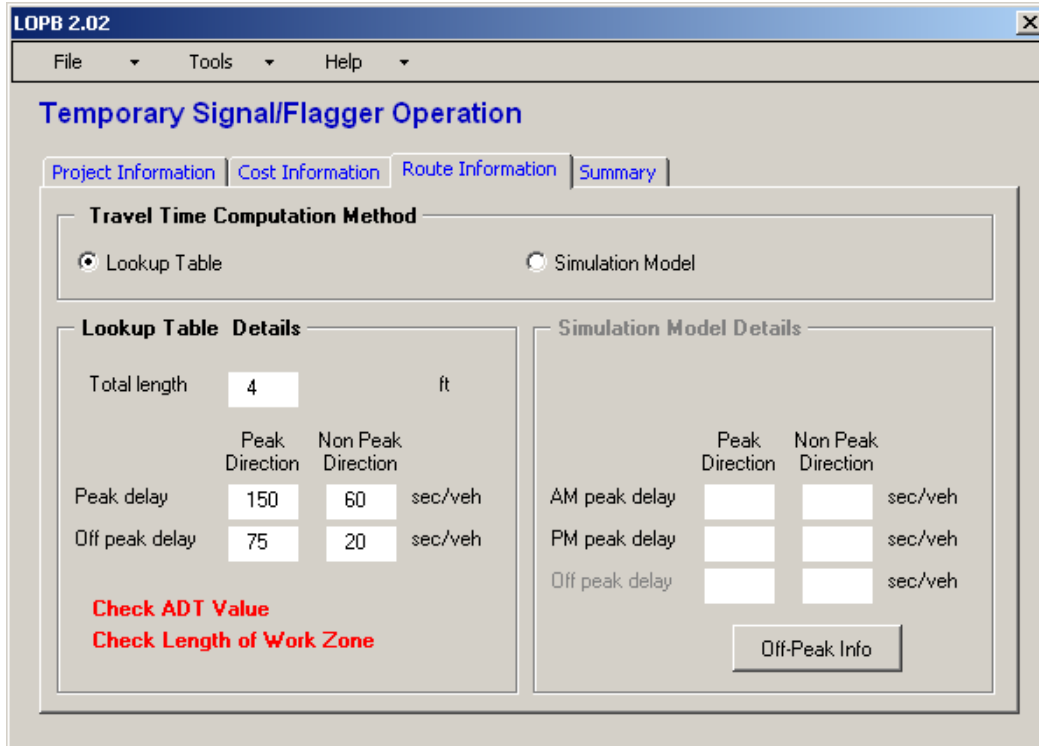 LOPB 2.02
File Tools Help
Temporary Signal/Flagger Operation
Project Information Cost Information Route Information Summary
Travel Time Computation Method
Lookup Table Simulation Model
Lookup Table Details
Total length 4 ft
Peak Direction Non Peak Direction
Peak delay 150 60 sec/veh
Off peak delay 75 20 sec/veh
Check ADT Value
Check Length of Work Zone
Simulation Model Details
Peak Direction Non Peak Direction
AM peak delay sec/veh
PM peak delay sec/veh
Off peak delay sec/veh
Off-Peak Info